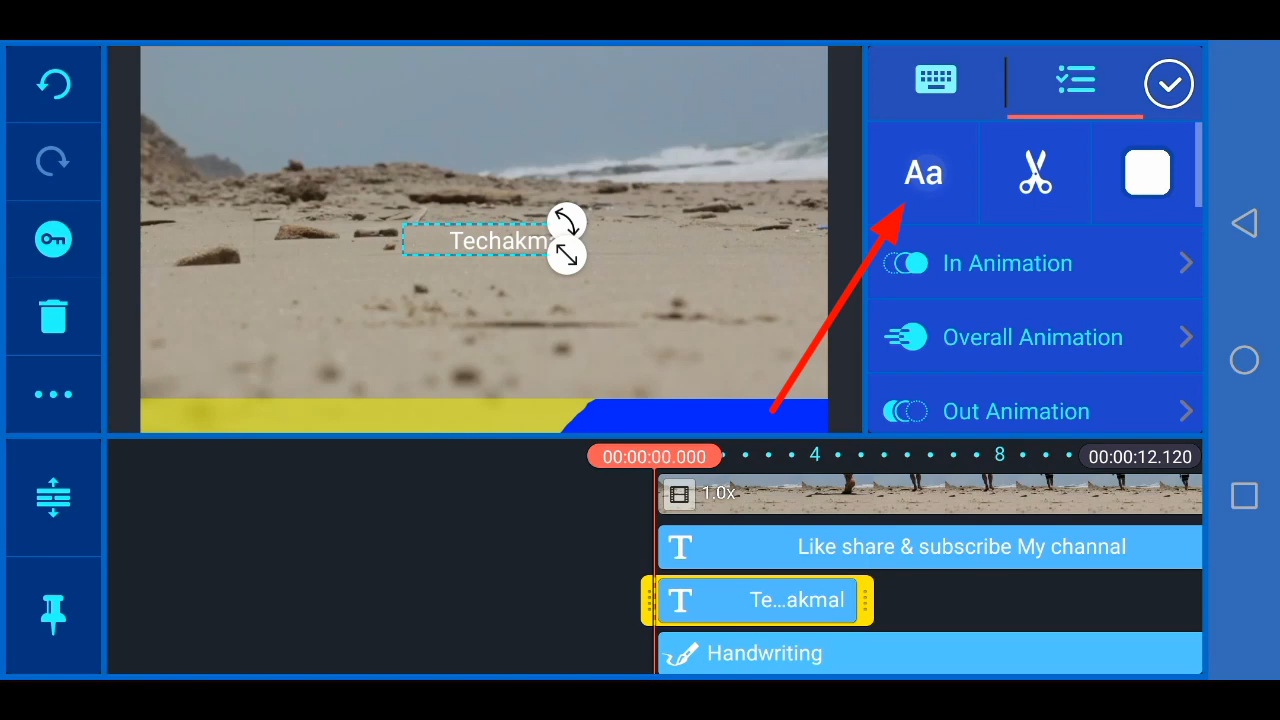 Aa
Techakma
In Animation
Overall Animation
Out Animation
00:00:00.000
4
8
00:00:12.120
1.0x
T
Like share & subscribe My channal
T
Te...akmal
Handwriting